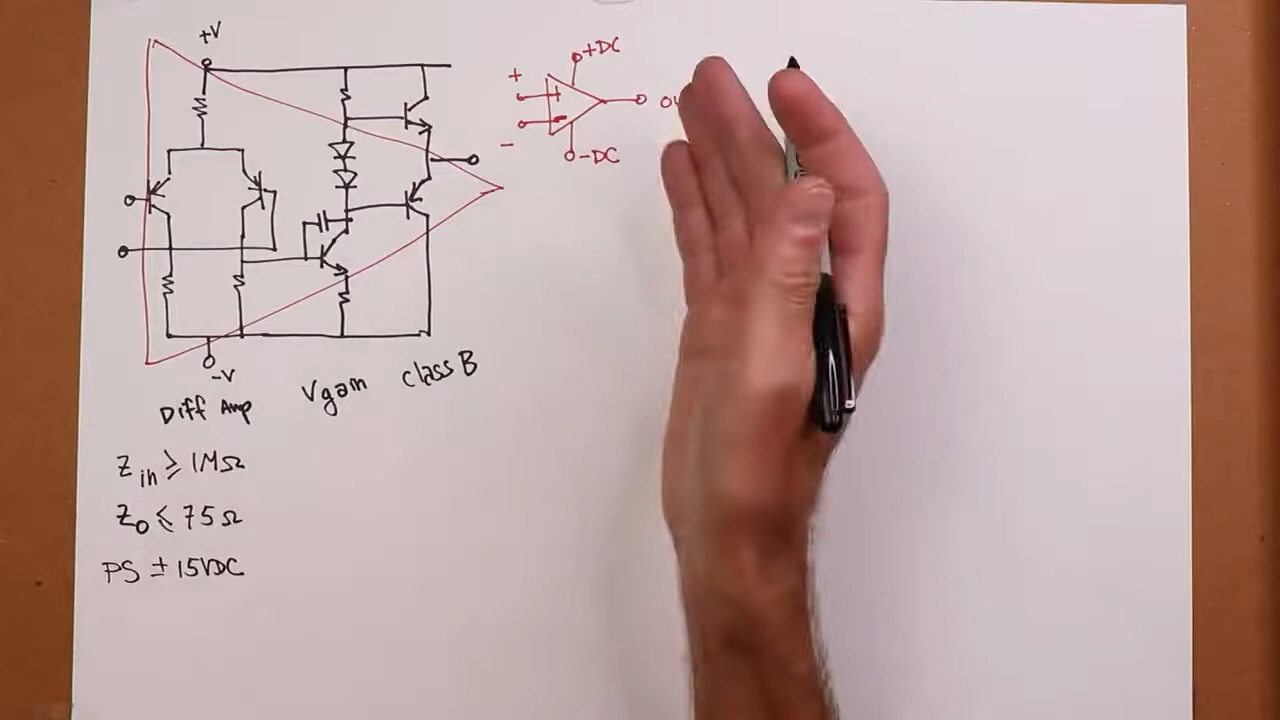 +V
+
+DC
-
-DC
-V
Diff Amp
Vgain
class B
Zin ≥ 1MΩ
Zo ≤ 75Ω
PS ± 15VDC